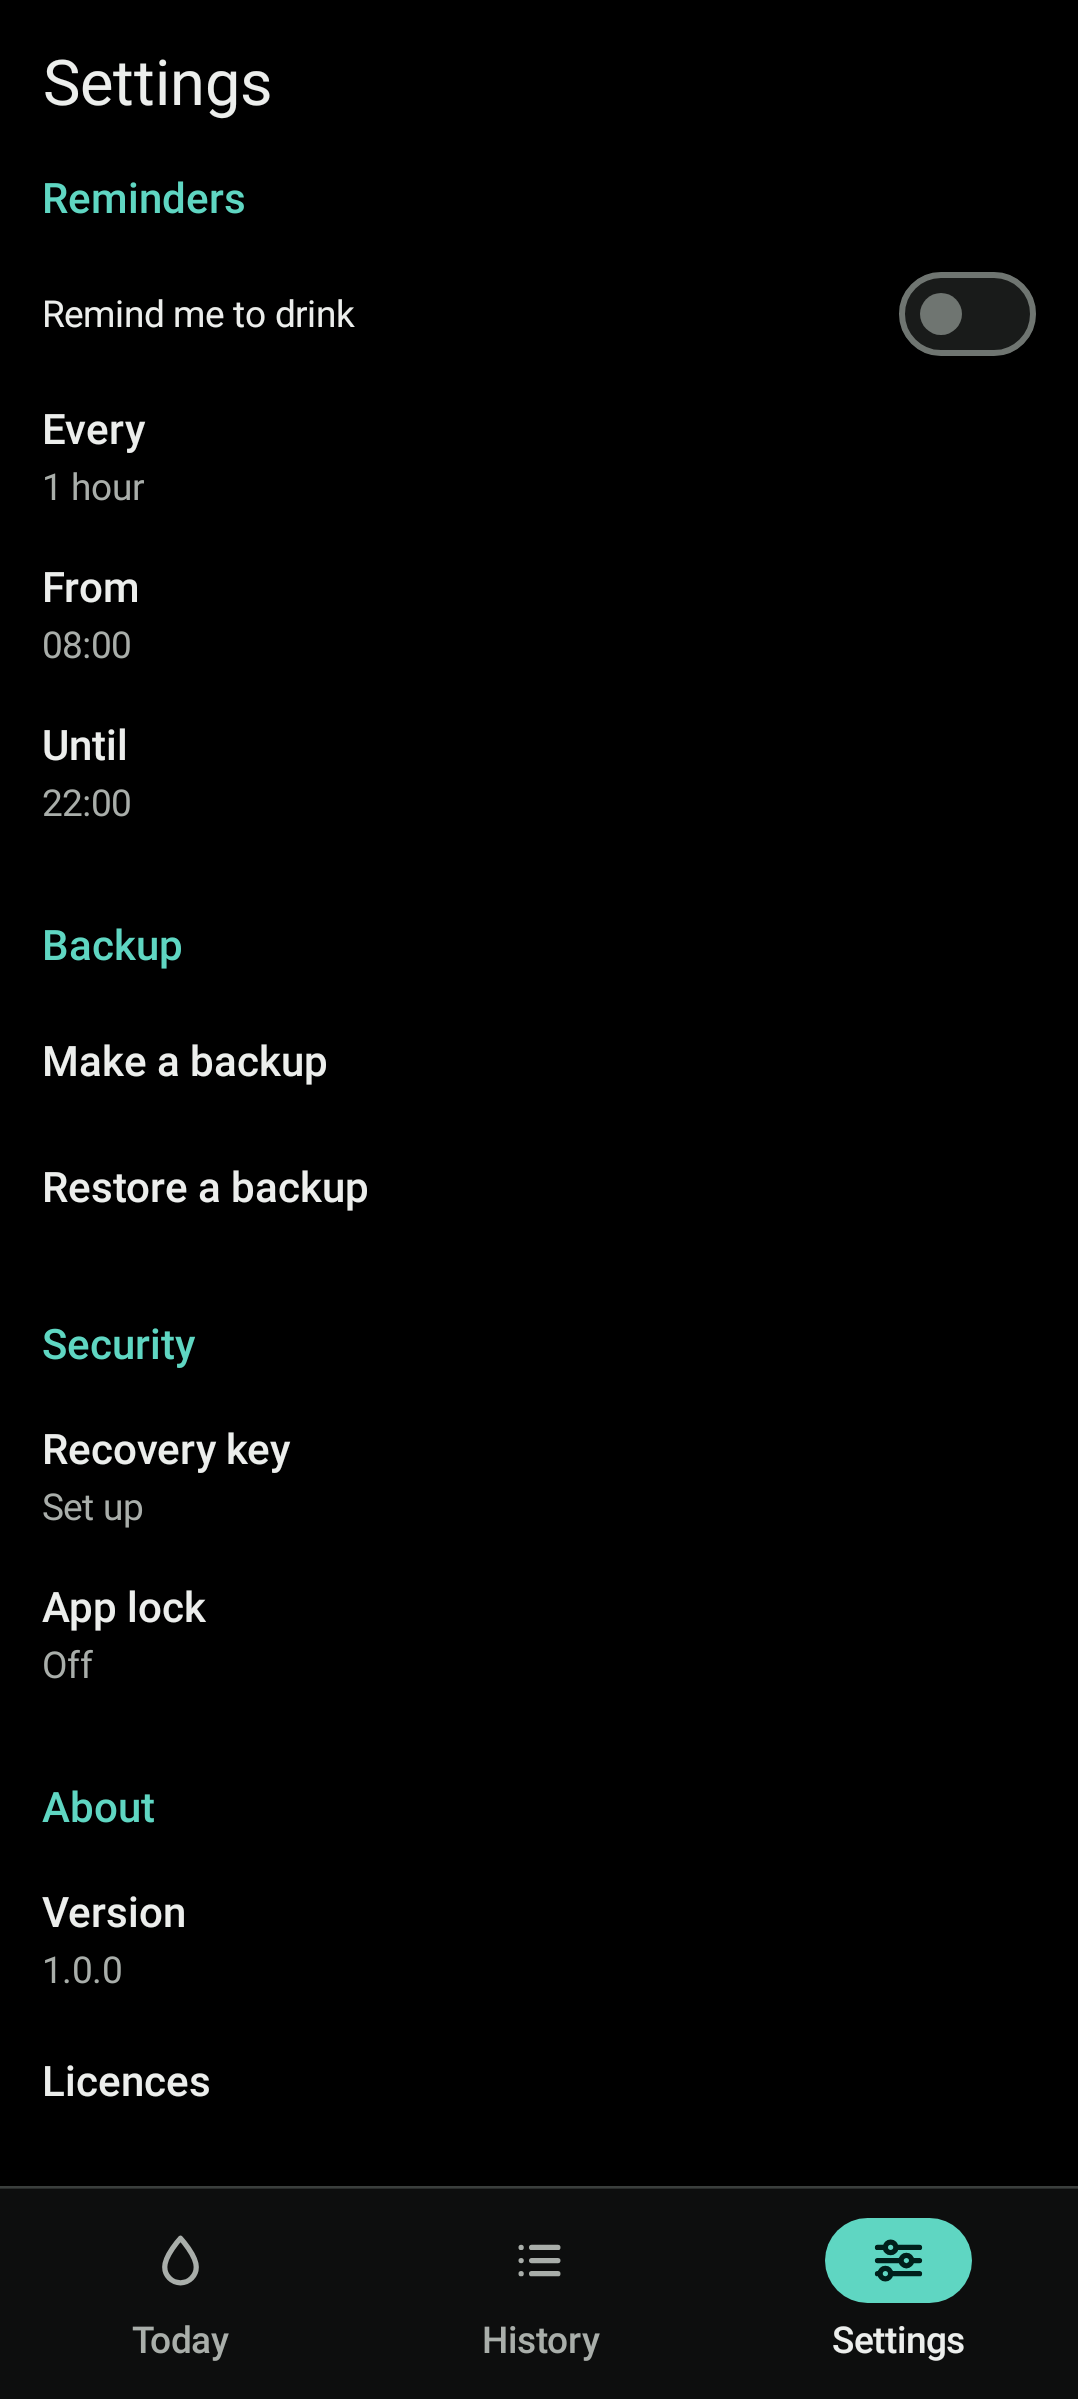 Settings
Reminders
Remind me to drink
Every
1 hour
From
08:00
Until
22:00
Backup
Make a backup
Restore a backup
Security
Recovery key
Set up
App lock
Off
About
Version
1.0.0
Licences
Today
History
Settings